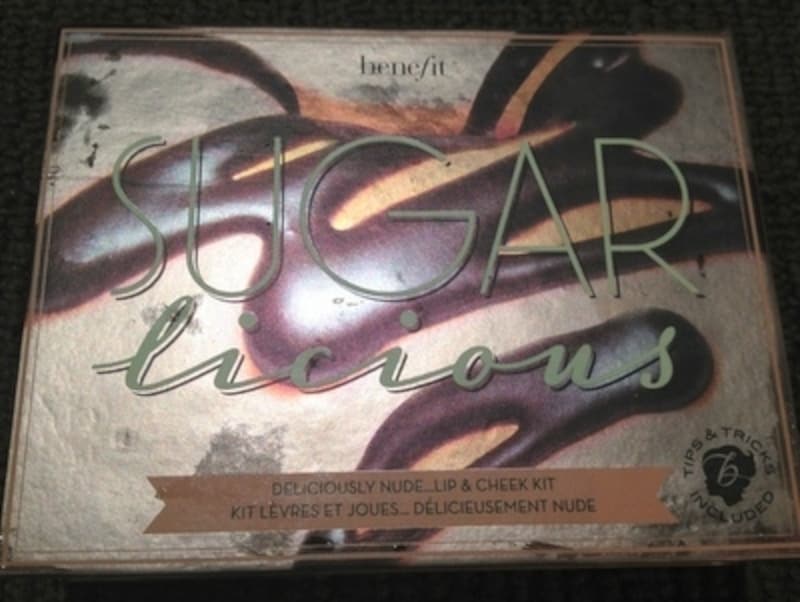 benefit
SUGAR
licious
DELICIOUSLY NUDE...LIP & CHEEK KIT
KIT LÈVRES ET JOUES... DÉLICIEUSEMENT NUDE
TIPS & TRICKS
b
INCLUDED